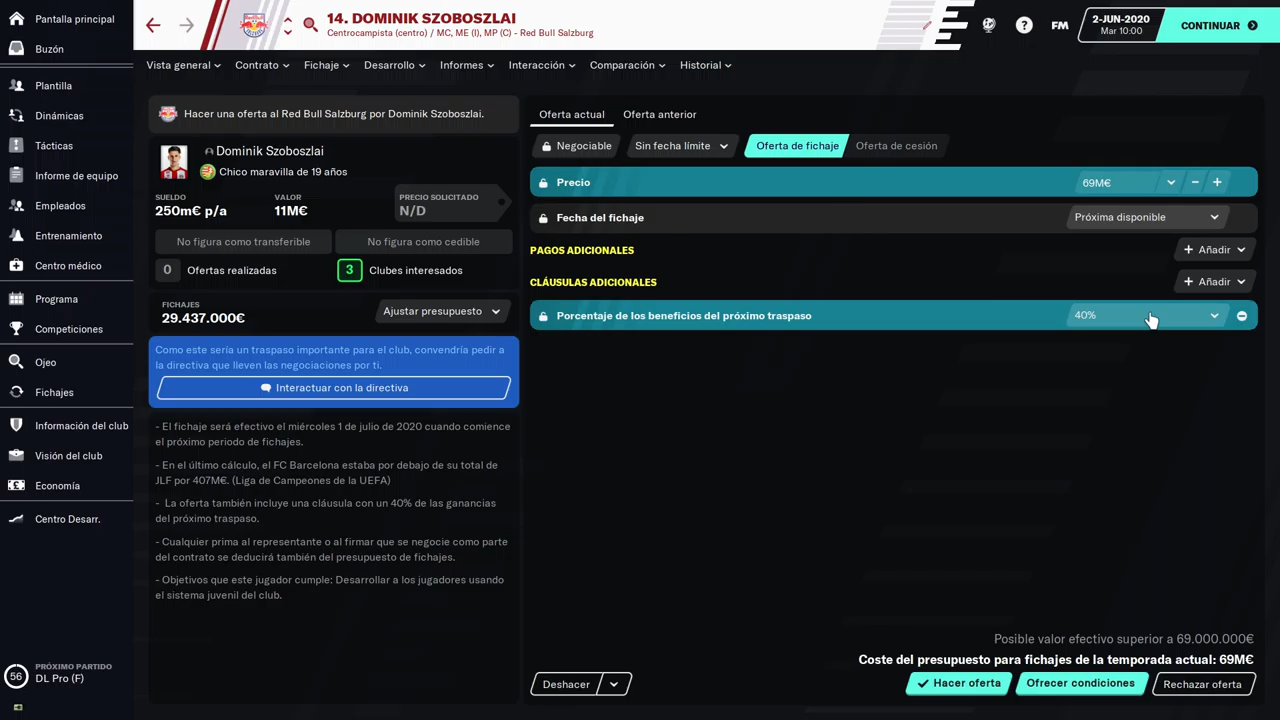 Pantalla principal
Buzón
Plantilla
Dinámicas
Tácticas
Informe de equipo
Empleados
Entrenamiento
Centro médico
Programa
Competiciones
Ojeo
Fichajes
Información del club
Visión del club
Economía
Centro Desarr.
56
PRÓXIMO PARTIDO
DL Pro (F)
14. DOMINIK SZOBOSZLAI
Centrocampista (centro) / MC, ME (I), MP (C) - Red Bull Salzburg
?
FM
2-JUN-2020
Mar 10:00
CONTINUAR
Vista general
Contrato
Fichaje
Desarrollo
Informes
Interacción
Comparación
Historial
Hacer una oferta al Red Bull Salzburg por Dominik Szoboszlai.
Dominik Szoboszlai
Chico maravilla de 19 años
SUELDO
250m€ p/a
VALOR
11M€
PRECIO SOLICITADO
N/D
No figura como transferible
No figura como cedible
0 Ofertas realizadas
3 Clubes interesados
FICHAJES
29.437.000€
Ajustar presupuesto
Como este sería un traspaso importante para el club, convendría pedir a
la directiva que lleven las negociaciones por ti.
Interactuar con la directiva
- El fichaje será efectivo el miércoles 1 de julio de 2020 cuando comience
el próximo periodo de fichajes.
- En el último cálculo, el FC Barcelona estaba por debajo de su total de
JLF por 407M€. (Liga de Campeones de la UEFA)
- La oferta también incluye una cláusula con un 40% de las ganancias
del próximo traspaso.
- Cualquier prima al representante o al firmar que se negocie como parte
del contrato se deducirá también del presupuesto de fichajes.
- Objetivos que este jugador cumple: Desarrollar a los jugadores usando
el sistema juvenil del club.
Oferta actual
Oferta anterior
Negociable
Sin fecha límite
Oferta de fichaje
Oferta de cesión
Precio
69M€
Fecha del fichaje
Próxima disponible
PAGOS ADICIONALES
+ Añadir
CLÁUSULAS ADICIONALES
+ Añadir
Porcentaje de los beneficios del próximo traspaso
40%
Posible valor efectivo superior a 69.000.000€
Coste del presupuesto para fichajes de la temporada actual: 69M€
Deshacer
Hacer oferta
Ofrecer condiciones
Rechazar oferta